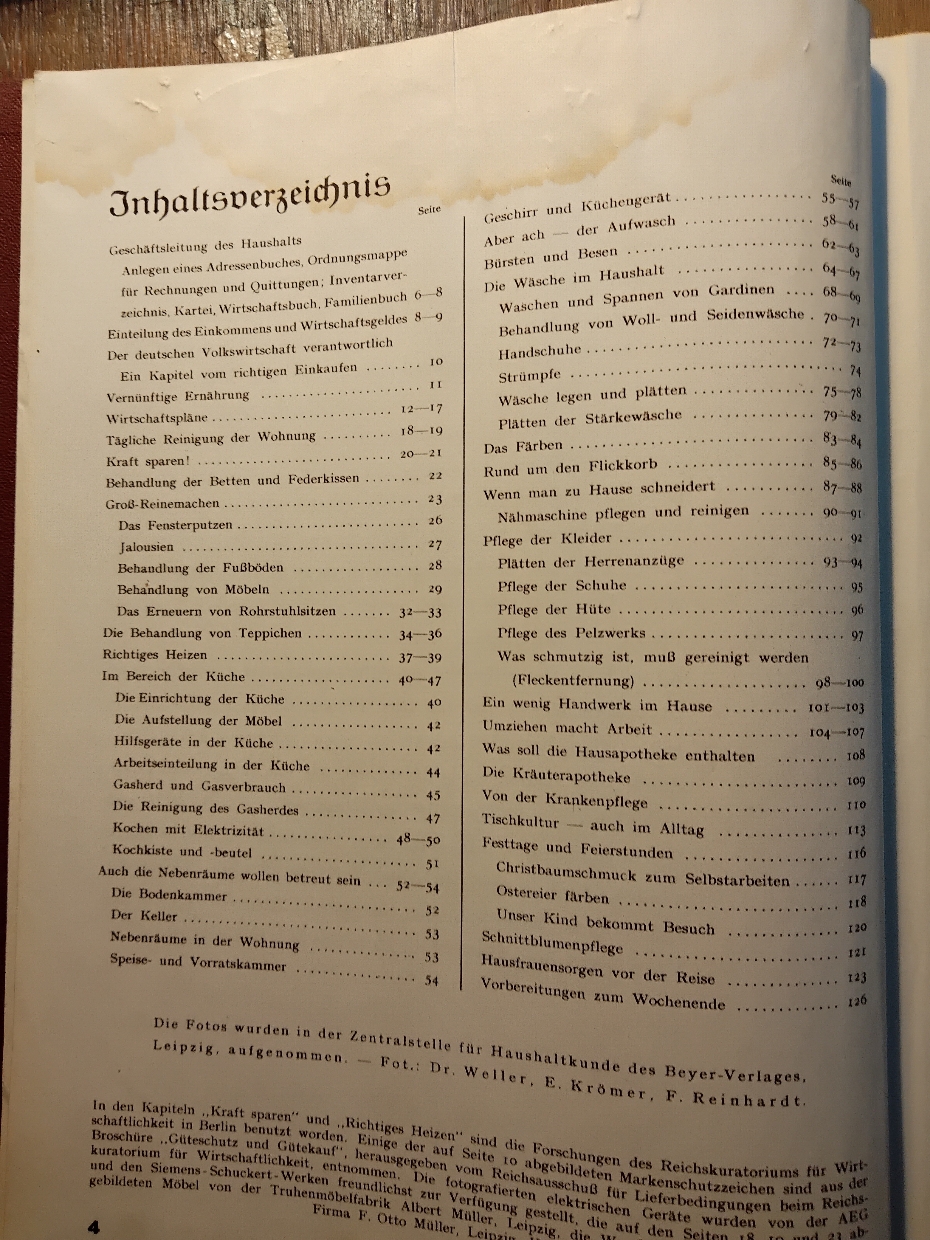 Inhaltsverzeichnis
Seite
Geschäftsleitung des Haushalts
Anlegen eines Adressenbuches, Ordnungsmappe
für Rechnungen und Quittungen; Inventarver-
zeichnis, Kartei, Wirtschaftsbuch, Familienbuch 6—8
Einteilung des Einkommens und Wirtschaftsgeldes 8—9
Der deutschen Volkswirtschaft verantwortlich
Ein Kapitel vom richtigen Einkaufen ........ 10
Vernünftige Ernährung ........ 11
Wirtschaftspläne ........ 12—17
Tägliche Reinigung der Wohnung ........ 18—19
Kraft sparen! ........ 20—21
Behandlung der Betten und Federkissen ........ 22
Groß-Reinemachen ........ 23
Das Fensterputzen ........ 26
Jalousien ........ 27
Behandlung der Fußböden ........ 28
Behandlung von Möbeln ........ 29
Das Erneuern von Rohrstuhlsitzen ....... 32—33
Die Behandlung von Teppichen ........ 34—36
Richtiges Heizen ........ 37—39
Im Bereich der Küche ........ 40—47
Die Einrichtung der Küche ........ 40
Die Aufstellung der Möbel ........ 42
Hilfsgeräte in der Küche ........ 42
Arbeitseinteilung in der Küche ........ 44
Gasherd und Gasverbrauch ........ 45
Die Reinigung des Gasherdes ........ 47
Kochen mit Elektrizität ........ 48—50
Kochkiste und -beutel ........ 51
Auch die Nebenräume wollen betreut sein ... 52—54
Die Bodenkammer ........ 52
Der Keller ........ 53
Nebenräume in der Wohnung ........ 53
Speise- und Vorratskammer ........ 54
Seite
Geschirr und Küchengerät ........ 55—57
Aber ach — der Aufwasch ........ 58—61
Bürsten und Besen ........ 62—63
Die Wäsche im Haushalt ........ 64—67
Waschen und Spannen von Gardinen .... 68—69
Behandlung von Woll- und Seidenwäsche . 70—71
Handschuhe ........ 72—73
Strümpfe ........ 74
Wäsche legen und plätten ........ 75—78
Plätten der Stärkewäsche ........ 79—82
Das Färben ........ 83—84
Rund um den Flickkorb ........ 85—86
Wenn man zu Hause schneidert ........ 87—88
Nähmaschine pflegen und reinigen ....... 90—91
Pflege der Kleider ........ 92
Plätten der Herrenanzüge ........ 93—94
Pflege der Schuhe ........ 95
Pflege der Hüte ........ 96
Pflege des Pelzwerks ........ 97
Was schmutzig ist, muß gereinigt werden
(Fleckentfernung) ........ 98—100
Ein wenig Handwerk im Hause ......... 101—103
Umziehen macht Arbeit ........ 104—107
Was soll die Hausapotheke enthalten ........ 108
Die Kräuterapotheke ........ 109
Von der Krankenpflege ........ 110
Tischkultur — auch im Alltag ........ 113
Festtage und Feierstunden ........ 116
Christbaumschmuck zum Selbstarbeiten ...... 117
Ostereier färben ........ 118
Unser Kind bekommt Besuch ........ 120
Schnittblumenpflege ........ 121
Hausfrauensorgen vor der Reise ........ 123
Vorbereitungen zum Wochenende ........ 126
Die Fotos wurden in der Zentralstelle für Haushaltkunde des Beyer-Verlages,
Leipzig, aufgenommen. — Fot.: Dr. Weller, E. Krömer, F. Reinhardt.
In den Kapiteln „Kraft sparen“ und „Richtiges Heizen“ sind die Forschungen des Reichskuratoriums für Wirt-
schaftlichkeit in Berlin benutzt worden. Einige der auf Seite 10 abgebildeten Markenschutzzeichen sind aus der
Broschüre „Güteschutz und Gütekauf“, herausgegeben vom Reichsausschuß für Lieferbedingungen beim Reichs-
kuratorium für Wirtschaftlichkeit, entnommen. Die fotografierten elektrischen Geräte wurden von der AEG
und den Siemens-Schuckert-Werken freundlichst zur Verfügung gestellt, die auf den Seiten 18, 19 und 23 ab-
gebildeten Möbel von der Truhenmöbelfabrik Albert Müller, Leipzig, die
Firma F. Otto Müller, Leipzig
4